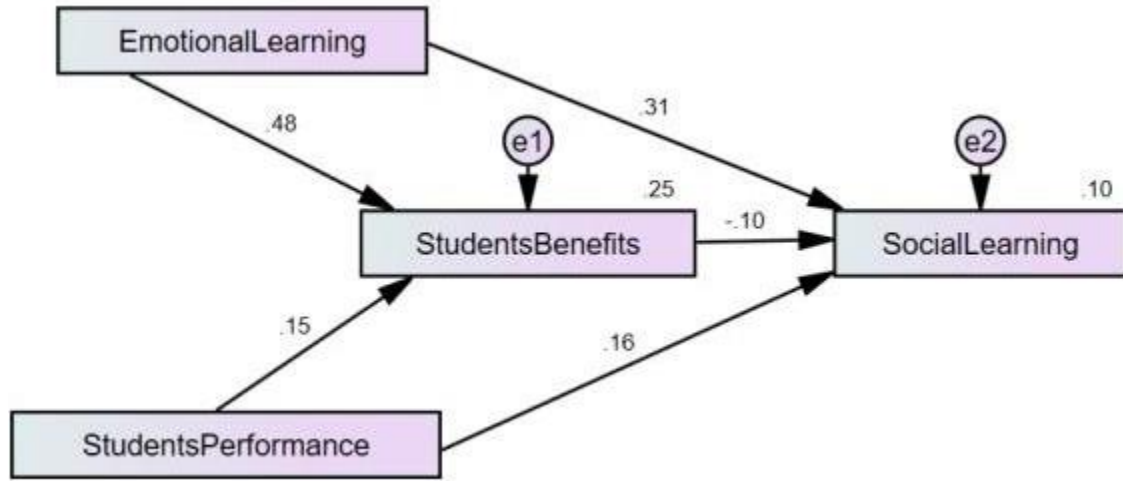 EmotionalLearning
.48
.31
e1
e2
.25
.10
StudentsBenefits
-.10
SocialLearning
.15
.16
StudentsPerformance